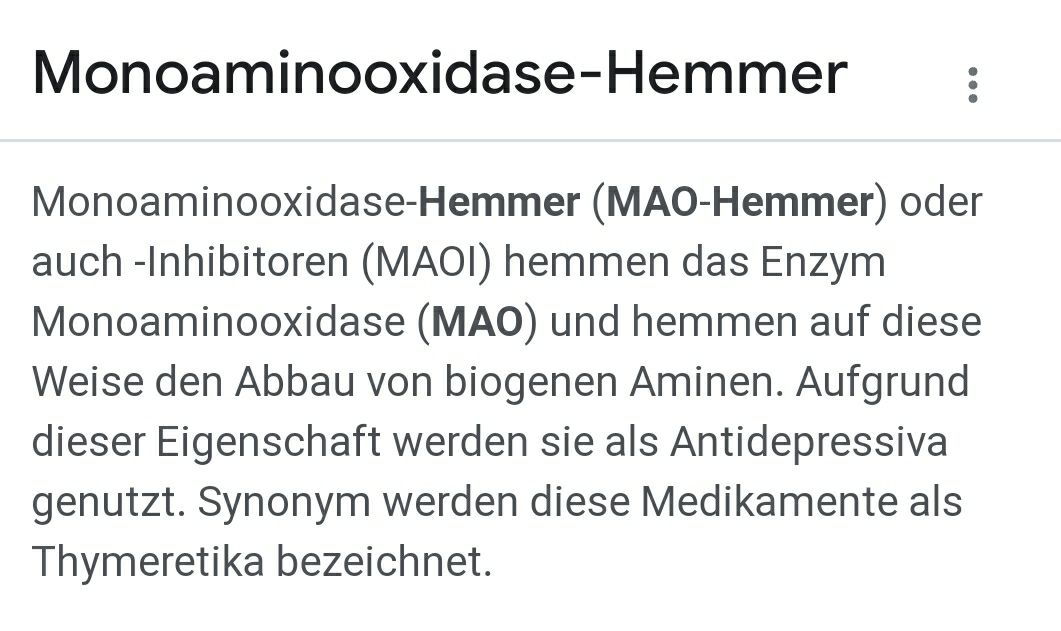 Monoaminooxidase-Hemmer
Monoaminooxidase-Hemmer (MAO-Hemmer) oder
auch -Inhibitoren (MAOI) hemmen das Enzym
Monoaminooxidase (MAO) und hemmen auf diese
Weise den Abbau von biogenen Aminen. Aufgrund
dieser Eigenschaft werden sie als Antidepressiva
genutzt. Synonym werden diese Medikamente als
Thymeretika bezeichnet.